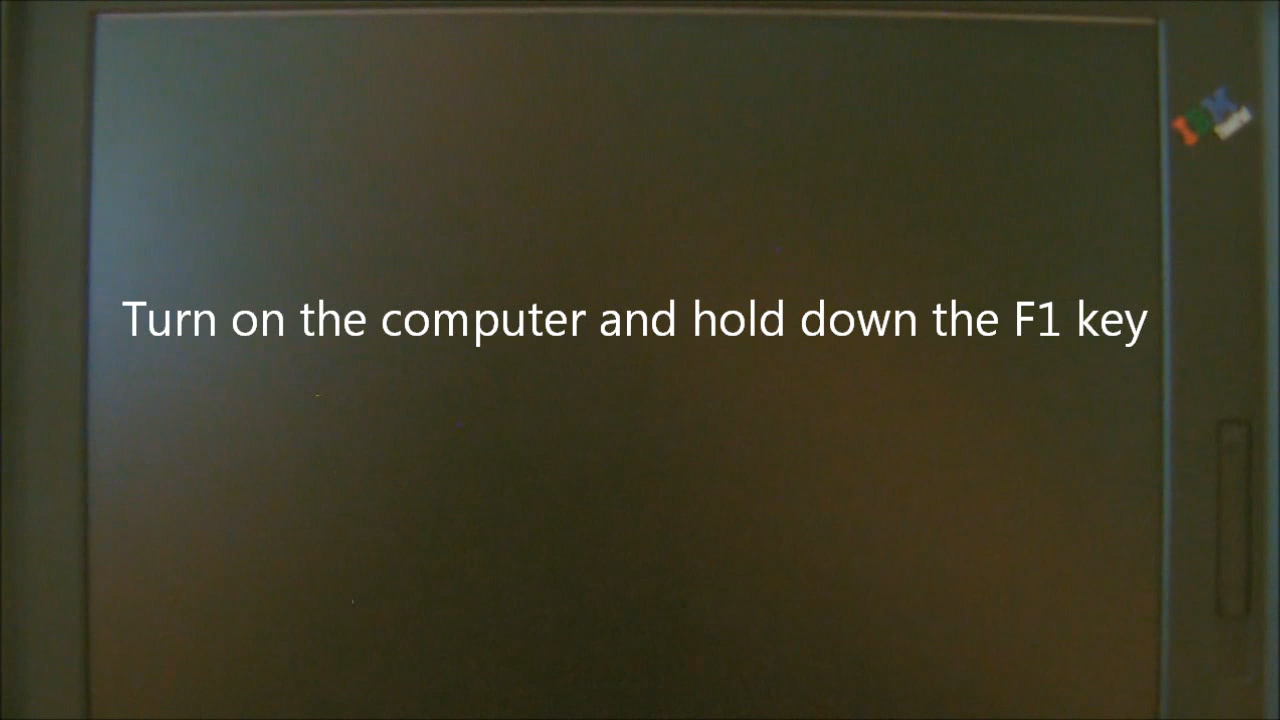 Turn on the computer and hold down the F1 key